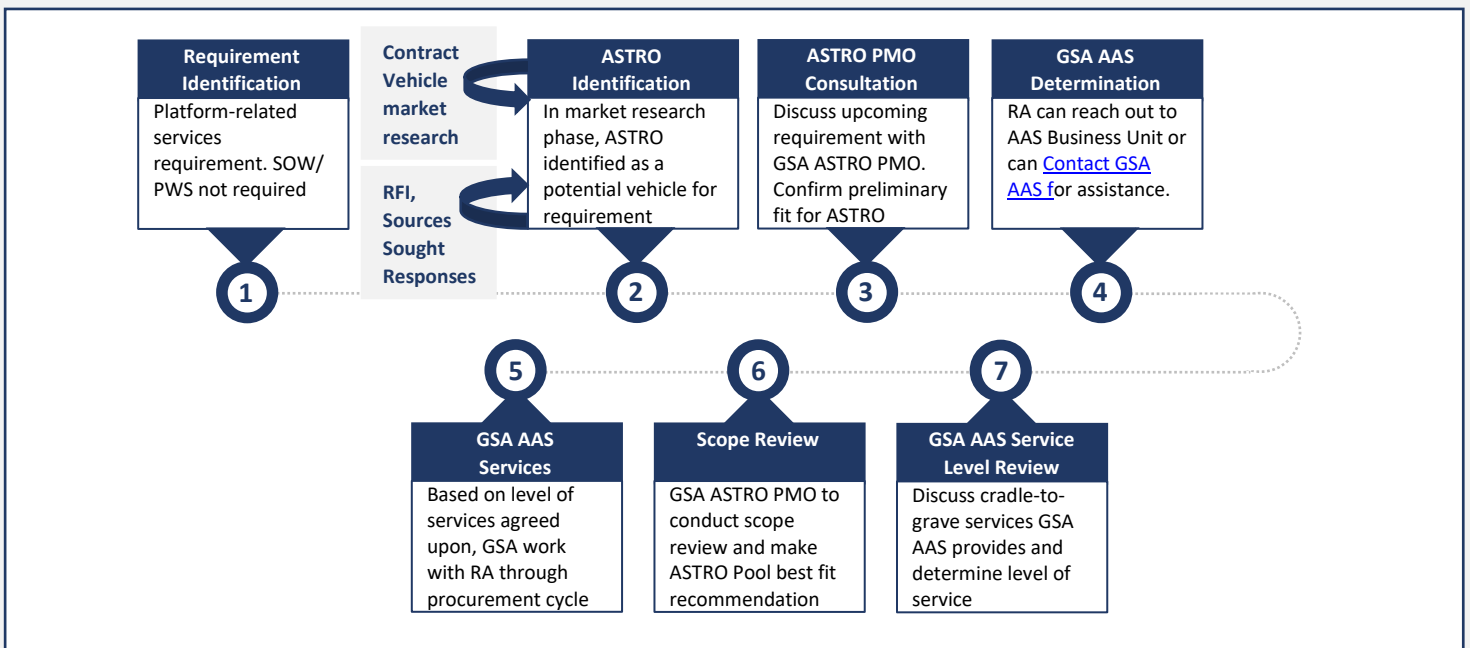 Requirement
Identification
Platform-related
services
requirement. SOW/
PWS not required
1
Contract
Vehicle
market
research
RFI,
Sources
Sought
Responses
ASTRO
Identification
In market research
phase, ASTRO
identified as a
potential vehicle for
requirement
2
ASTRO PMO
Consultation
Discuss upcoming
requirement with
GSA ASTRO PMO.
Confirm preliminary
fit for ASTRO
3
GSA AAS
Determination
RA can reach out to
AAS Business Unit or
can Contact GSA
AAS for assistance.
4
5
GSA AAS
Services
Based on level of
services agreed
upon, GSA work
with RA through
procurement cycle
6
Scope Review
GSA ASTRO PMO to
conduct scope
review and make
ASTRO Pool best fit
recommendation
7
GSA AAS Service
Level Review
Discuss cradle-to-
grave services GSA
AAS provides and
determine level of
service